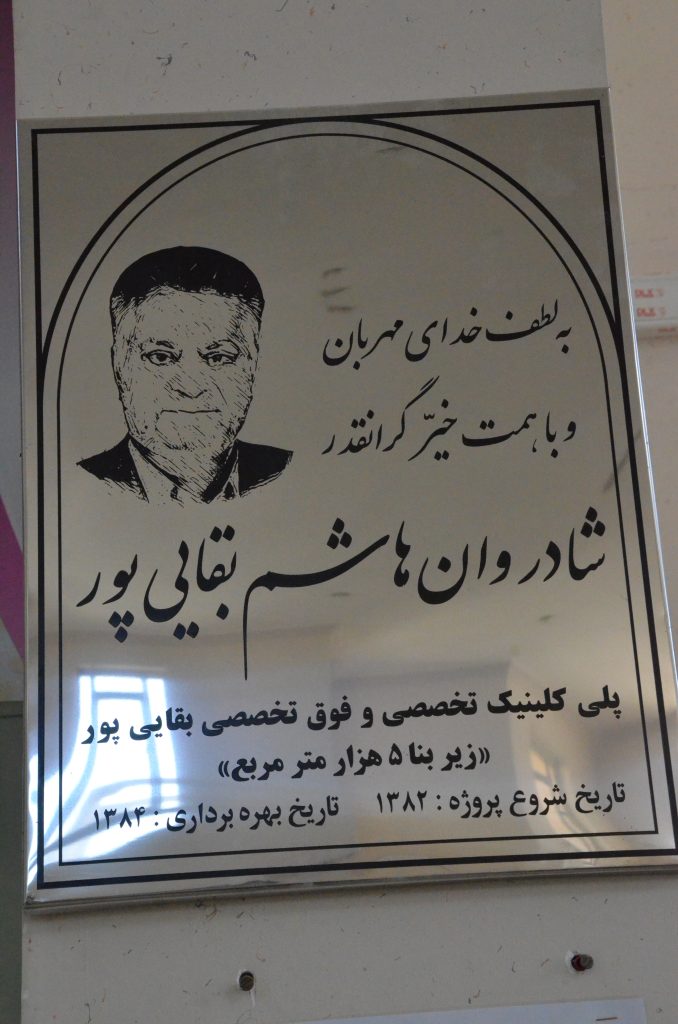 به لطف خدای مهربان
و با همت خیّر گرانقدر
شادروان هاشم بقایی پور
پلی کلینیک تخصصی و فوق تخصصی بقایی پور
«زیر بنا ۵ هزار متر مربع»
تاریخ شروع پروژه : ۱۳۸۲ تاریخ بهره برداری : ۱۳۸۴